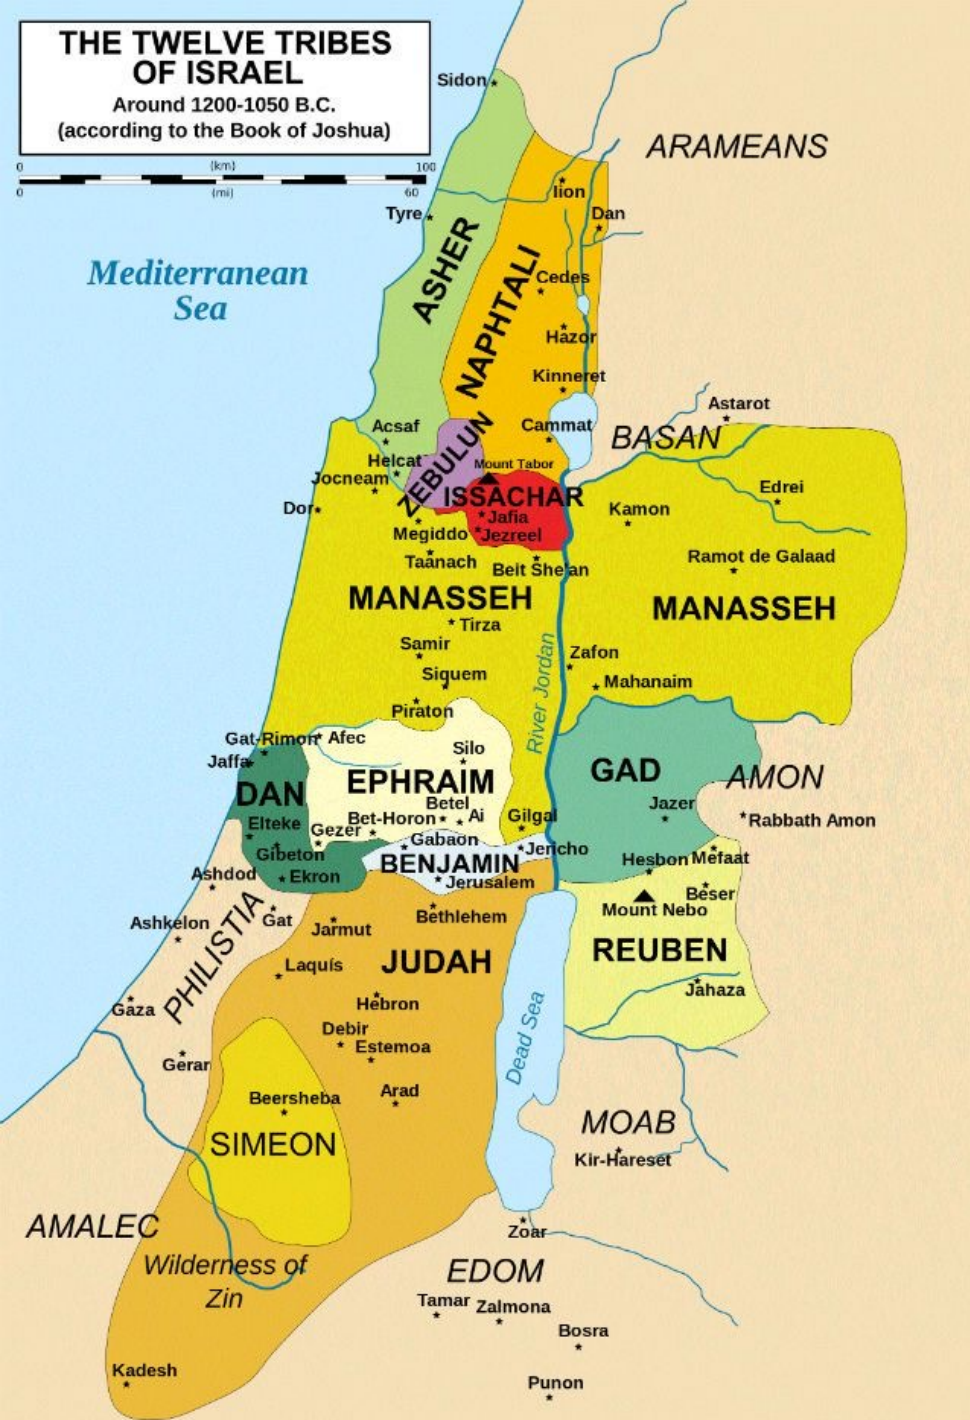 THE TWELVE TRIBES
OF ISRAEL
Around 1200-1050 B.C.
(according to the Book of Joshua)
0 (km) 100
0 (mi) 60
Sidon
ARAMEANS
Iion
Tyre
Dan
Mediterranean
Sea
ASHER
NAPHTALI
Cedes
Hazor
Kinneret
Astarot
Acsaf
Cammat
BASAN
Helcat
ZEBULUN
Mount Tabor
Jocneam
ISSACHAR
Edrei
Dor
Jafia
Kamon
Megiddo
Jezreel
Taanach
Beit She'an
Ramot de Galaad
MANASSEH
MANASSEH
Tirza
Samir
River Jordan
Zafon
Siquem
Mahanaim
Piraton
Gat-Rimon
Afec
Silo
Jaffa
GAD
AMON
DAN
EPHRAIM
Betel
Jazer
Elteke
Bet-Horon
Ai
Gilgal
Rabbath Amon
Gezer
Gabaon
Jericho
Gibeton
BENJAMIN
Hesbon
Mefaat
Ashdod
Ekron
Jerusalem
Beser
Mount Nebo
Ashkelon
PHILISTIA
Gat
Jarmut
Bethlehem
REUBEN
Laquís
JUDAH
Jahaza
Gaza
Hebron
Debir
Dead Sea
Estemoa
Gerar
Beersheba
Arad
MOAB
SIMEON
Kir-Hareset
AMALEC
Zoar
Wilderness of
Zin
EDOM
Tamar
Zalmona
Bosra
Kadesh
Punon